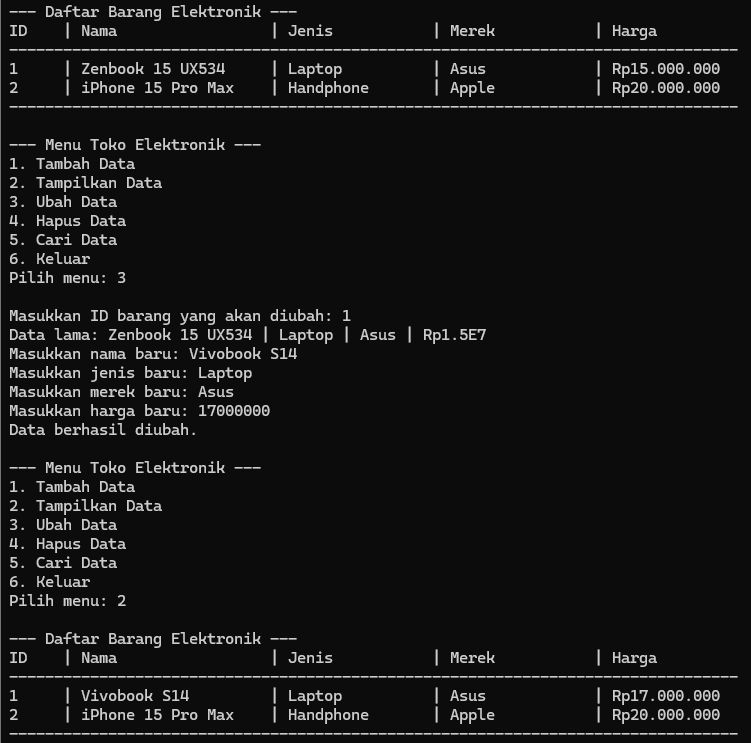 --- Daftar Barang Elektronik ---
ID    | Nama                 | Jenis           | Merek           | Harga
---------------------------------------------------------------------------------
1     | Zenbook 15 UX534     | Laptop          | Asus            | Rp15.000.000
2     | iPhone 15 Pro Max    | Handphone       | Apple           | Rp20.000.000
---------------------------------------------------------------------------------

--- Menu Toko Elektronik ---
1. Tambah Data
2. Tampilkan Data
3. Ubah Data
4. Hapus Data
5. Cari Data
6. Keluar
Pilih menu: 3

Masukkan ID barang yang akan diubah: 1
Data lama: Zenbook 15 UX534 | Laptop | Asus | Rp1.5E7
Masukkan nama baru: Vivobook S14
Masukkan jenis baru: Laptop
Masukkan merek baru: Asus
Masukkan harga baru: 17000000
Data berhasil diubah.

--- Menu Toko Elektronik ---
1. Tambah Data
2. Tampilkan Data
3. Ubah Data
4. Hapus Data
5. Cari Data
6. Keluar
Pilih menu: 2

--- Daftar Barang Elektronik ---
ID    | Nama                 | Jenis           | Merek           | Harga
---------------------------------------------------------------------------------
1     | Vivobook S14         | Laptop          | Asus            | Rp17.000.000
2     | iPhone 15 Pro Max    | Handphone       | Apple           | Rp20.000.000
---------------------------------------------------------------------------------